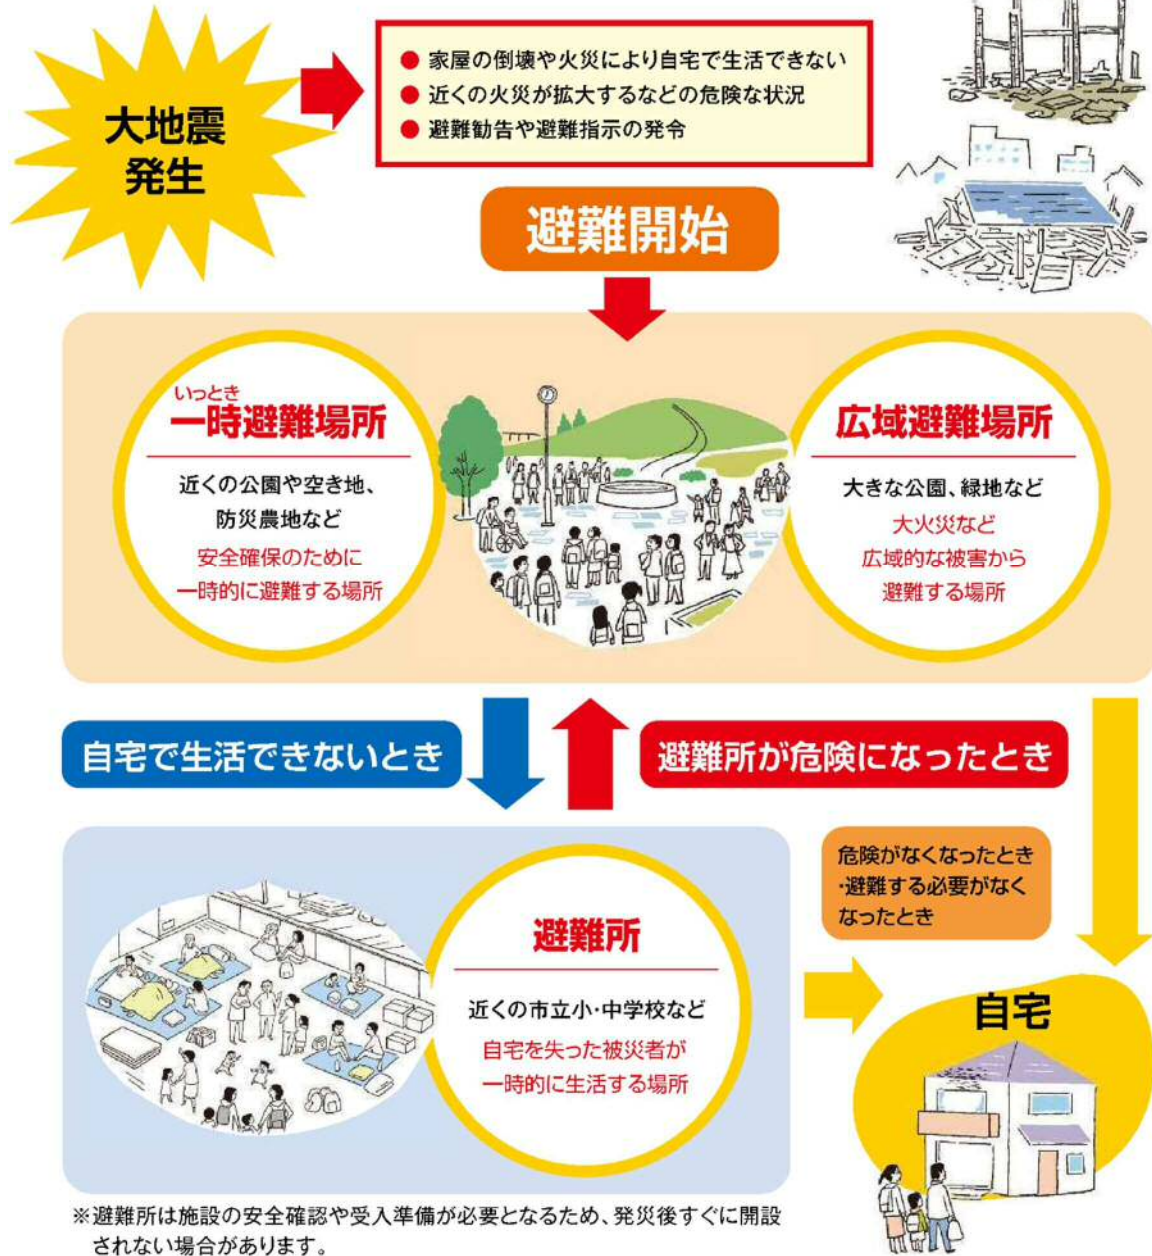 大地震
発生
● 家屋の倒壊や火災により自宅で生活できない
● 近くの火災が拡大するなどの危険な状況
● 避難勧告や避難指示の発令
避難開始
いっとき
一時避難場所
近くの公園や空き地、
防災農地など
安全確保のために
一時的に避難する場所
広域避難場所
大きな公園、緑地など
大火災など
広域的な被害から
避難する場所
自宅で生活できないとき
避難所が危険になったとき
危険がなくなったとき
・避難する必要がなく
なったとき
避難所
近くの市立小・中学校など
自宅を失った被災者が
一時的に生活する場所
自宅
※避難所は施設の安全確認や受入準備が必要となるため、発災後すぐに開設
されない場合があります。